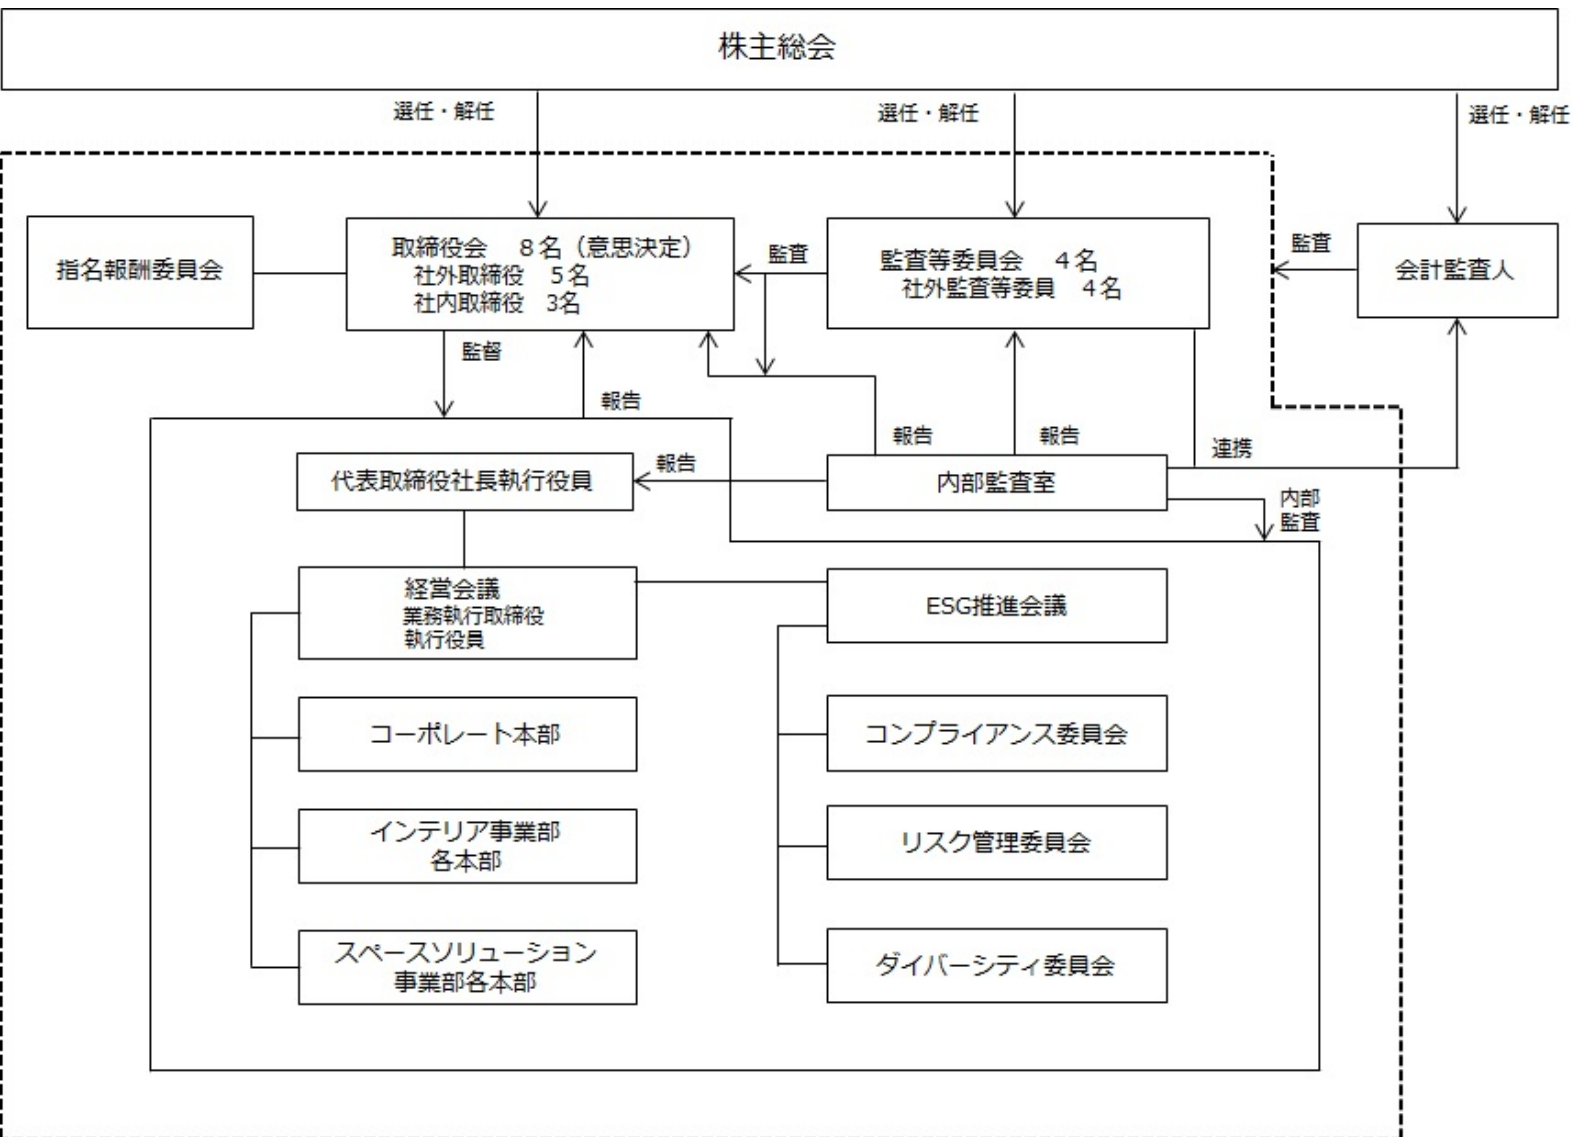 株主総会
選任・解任
選任・解任
選任・解任
指名報酬委員会
取締役会　８名（意思決定）
社外取締役　５名
社内取締役　3名
監査
監査等委員会　４名
社外監査等委員　４名
監査
会計監査人
監督
報告
報告
報告
連携
代表取締役社長執行役員
報告
内部監査室
内部
監査
経営会議
業務執行取締役
執行役員
ESG推進会議
コーポレート本部
コンプライアンス委員会
インテリア事業部
各本部
リスク管理委員会
スペースソリューション
事業部各本部
ダイバーシティ委員会